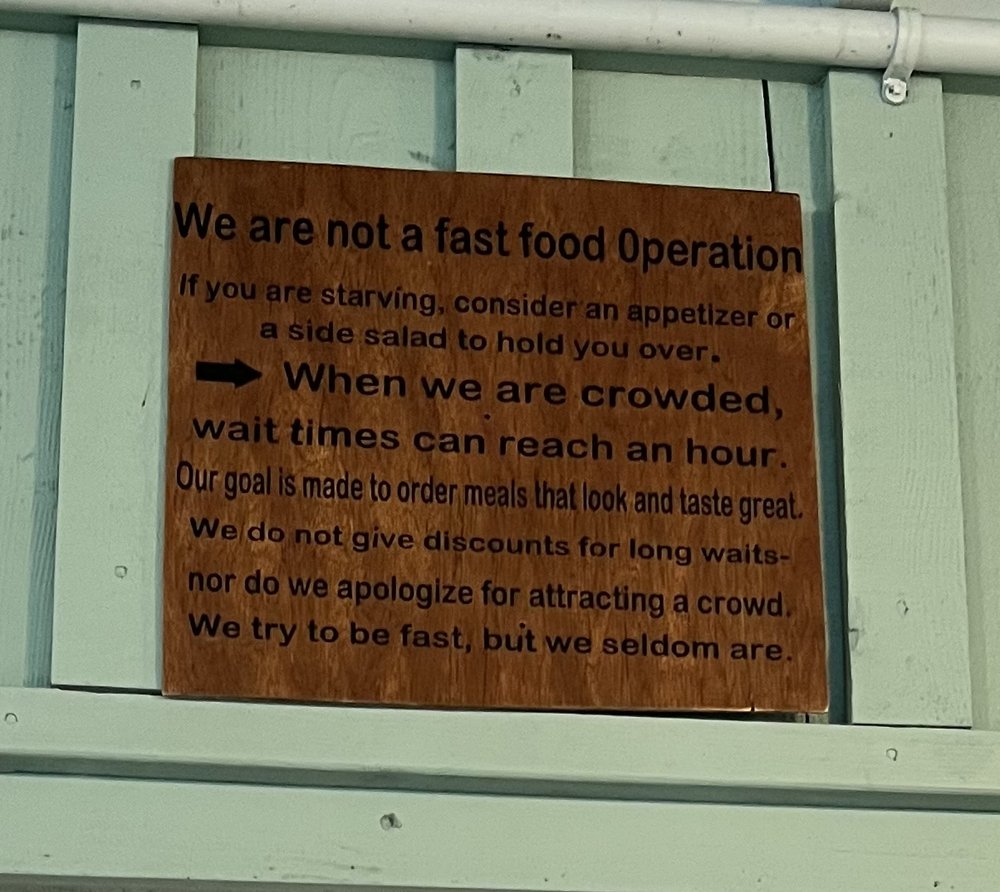 We are not a fast food Operation
If you are starving, consider an appetizer or
a side salad to hold you over.
When we are crowded,
wait times can reach an hour.
Our goal is made to order meals that look and taste great.
We do not give discounts for long waits-
nor do we apologize for attracting a crowd.
We try to be fast, but we seldom are.